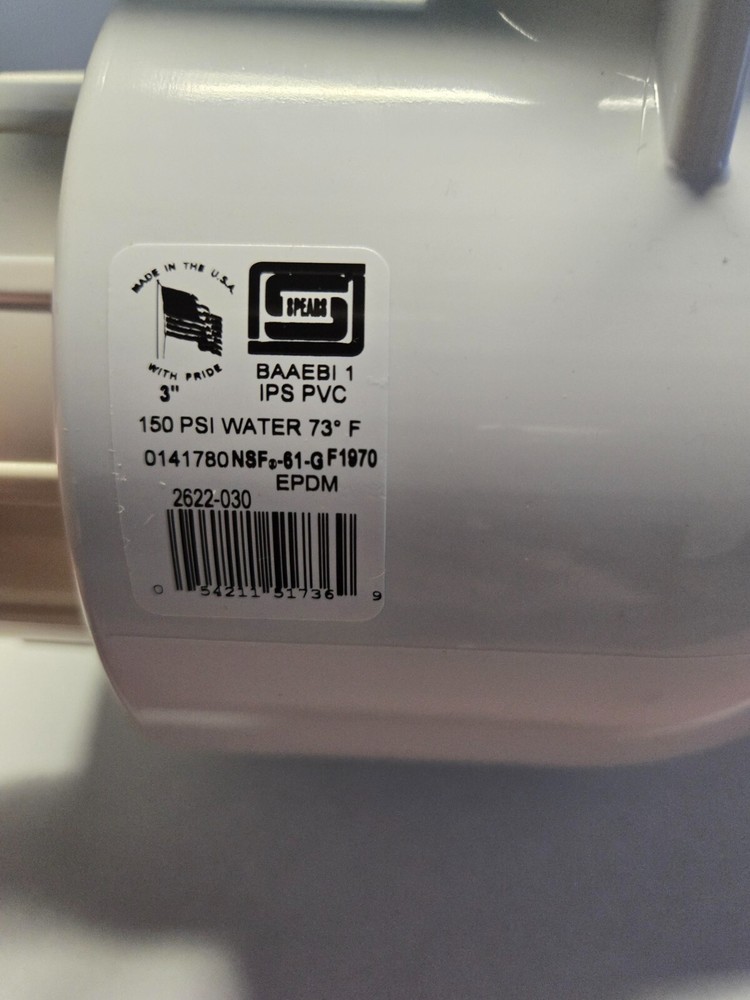 MADE IN THE U.S.A.
WITH PRIDE
SPEARS
3"
BAAEBI 1
IPS PVC
150 PSI WATER 73° F
0141780 NSF®-61-G F1970
EPDM
2622-030
0 54211 51736 9